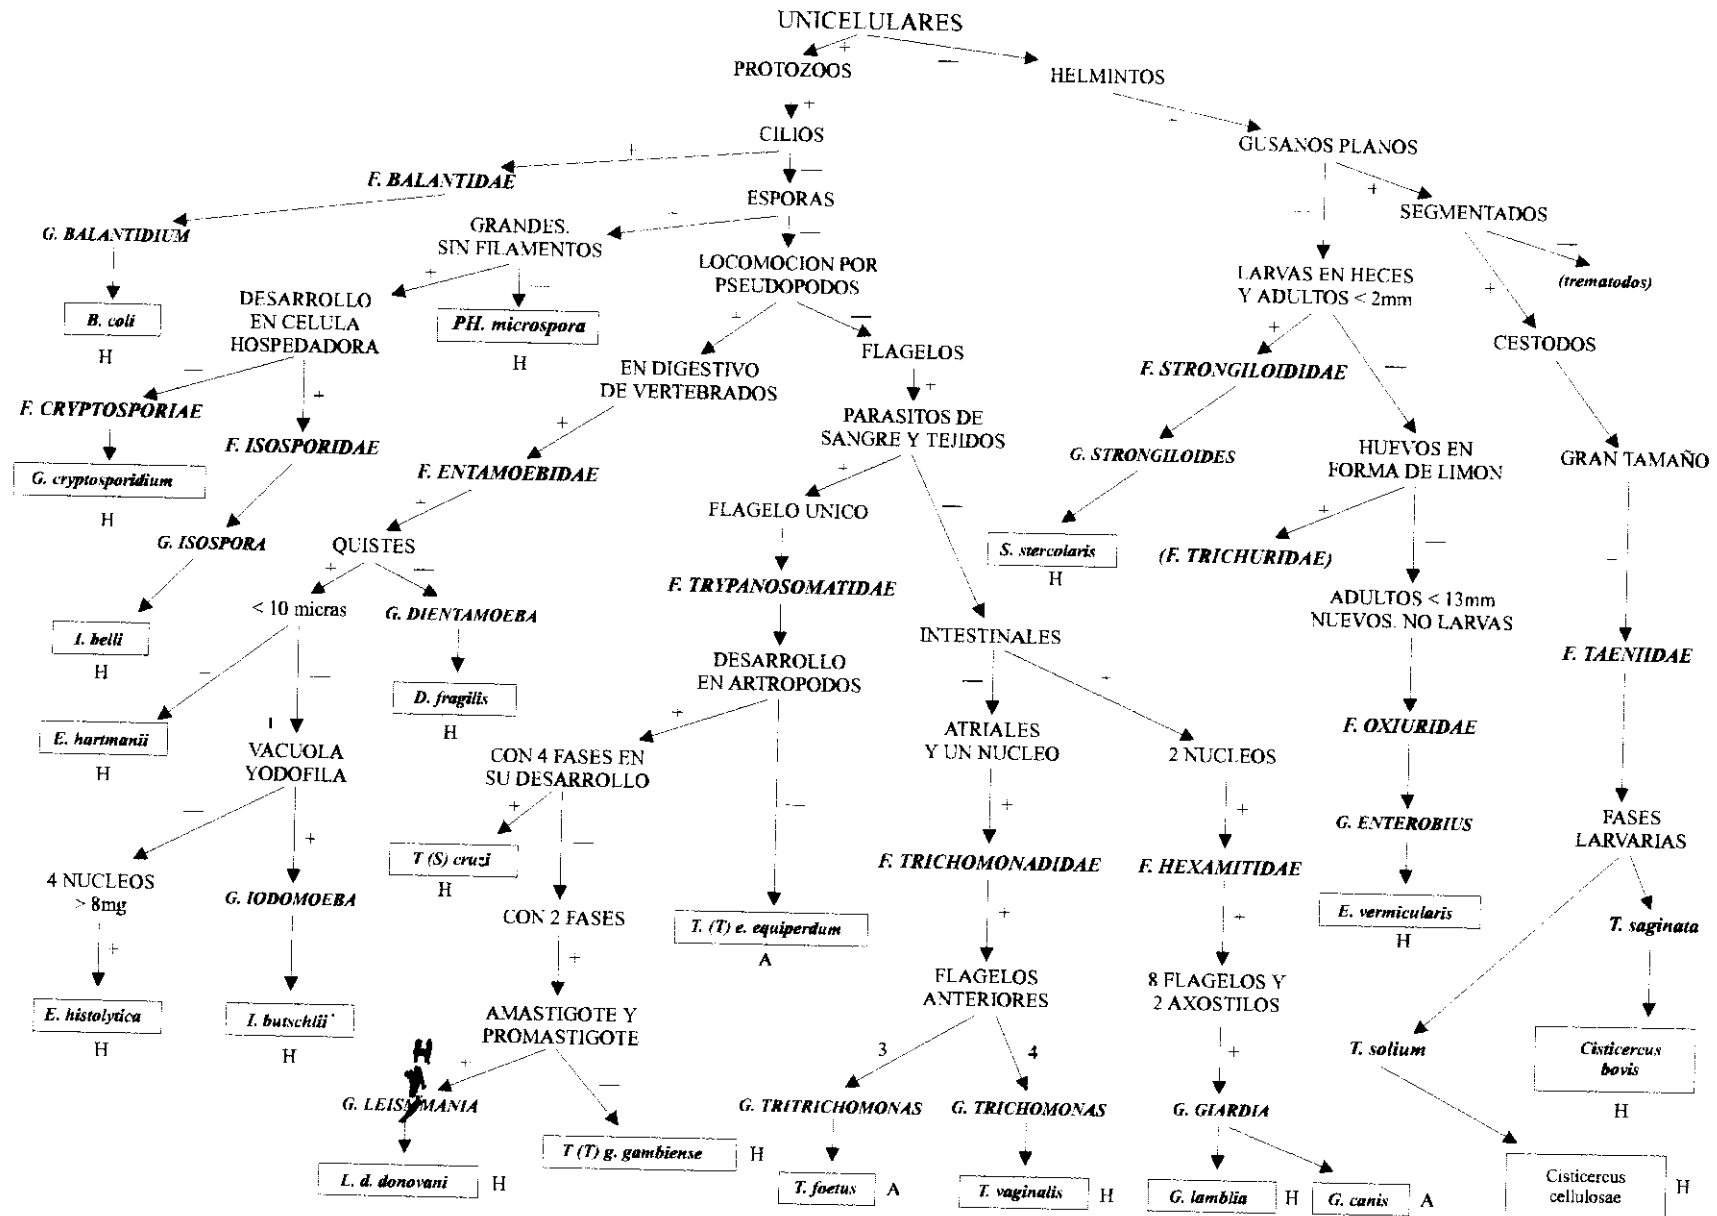 UNICELULARES
+
—
PROTOZOOS
HELMINTOS
+
-
CILIOS
GUSANOS PLANOS
+
—
—
+
F. BALANTIDAE
ESPORAS
SEGMENTADOS
-
—
—
+
G. BALANTIDIUM
GRANDES.
SIN FILAMENTOS
LOCOMOCION POR
PSEUDOPODOS
LARVAS EN HECES
Y ADULTOS < 2mm
(trematodos)
+
—
+
—
+
—
B. coli
H
DESARROLLO
EN CELULA
HOSPEDADORA
PH. microspora
H
EN DIGESTIVO
DE VERTEBRADOS
FLAGELOS
F. STRONGILOIDIDAE
CESTODOS
—
+
+
+
F. CRYPTOSPORIAE
F. ISOSPORIDAE
F. ENTAMOEBIDAE
PARASITOS DE
SANGRE Y TEJIDOS
G. STRONGILOIDES
HUEVOS EN
FORMA DE LIMON
GRAN TAMAÑO
G. cryptosporidium
H
+
+
—
+
—
—
G. ISOSPORA
QUISTES
FLAGELO UNICO
S. stercolaris
H
(F. TRICHURIDAE)
+
—
I. belli
H
< 10 micras
G. DIENTAMOEBA
F. TRYPANOSOMATIDAE
INTESTINALES
ADULTOS < 13mm
NUEVOS. NO LARVAS
F. TAENIIDAE
—
—
—
-
E. hartmanii
H
D. fragilis
H
DESARROLLO
EN ARTROPODOS
ATRIALES
Y UN NUCLEO
2 NUCLEOS
F. OXIURIDAE
VACUOLA
YODOFILA
CON 4 FASES EN
SU DESARROLLO
+
—
+
+
—
+
+
—
G. ENTEROBIUS
FASES
LARVARIAS
4 NUCLEOS
> 8mg
G. IODOMOEBA
T (S) cruzi
H
F. TRICHOMONADIDAE
F. HEXAMITIDAE
E. vermicularis
H
T. saginata
+
CON 2 FASES
T. (T) e. equiperdum
A
+
+
+
E. histolytica
H
I. butschlii
H
AMASTIGOTE Y
PROMASTIGOTE
FLAGELOS
ANTERIORES
8 FLAGELOS Y
2 AXOSTILOS
T. solium
Cisticercus
bovis
H
H
+
—
3
4
+
G. LEISMMANIA
G. TRITRICHOMONAS
G. TRICHOMONAS
G. GIARDIA
L. d. donovani
H
T (T) g. gambiense
H
T. foetus
A
T. vaginalis
H
G. lamblia
H
G. canis
A
Cisticercus
cellulosae
H